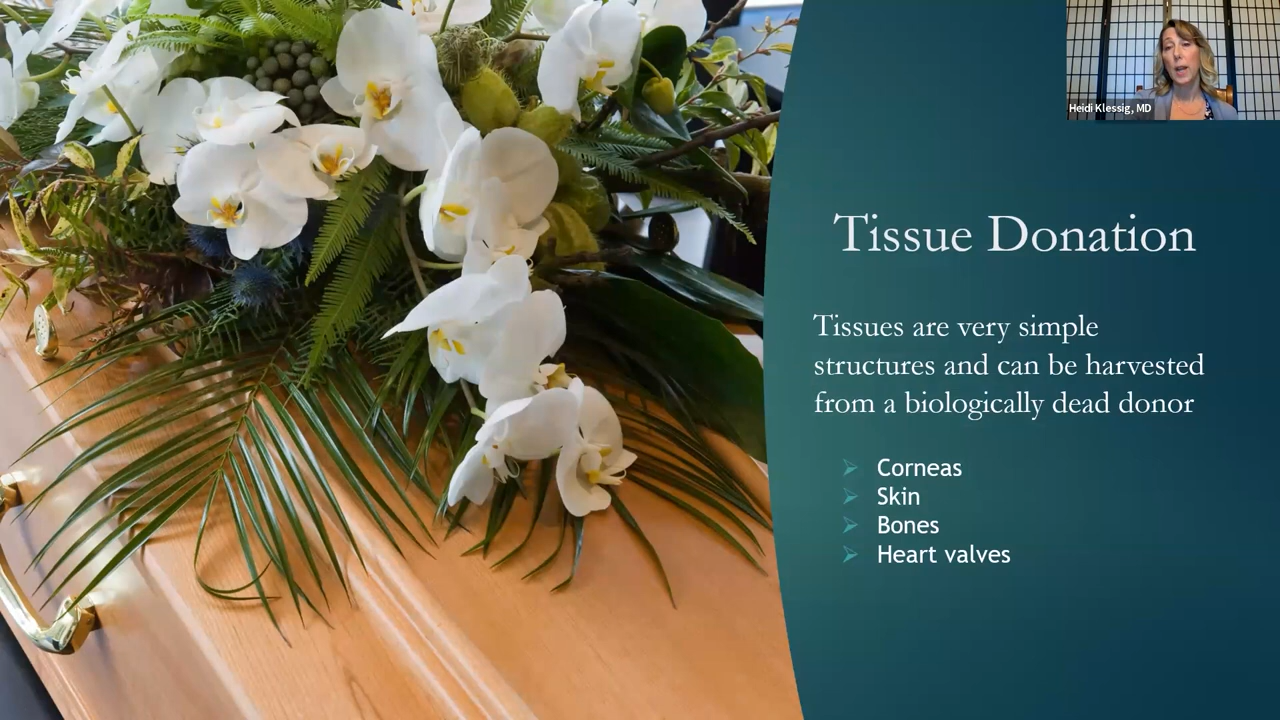 Heidi Klessig, MD
Tissue Donation
Tissues are very simple
structures and can be harvested
from a biologically dead donor
Corneas
Skin
Bones
Heart valves